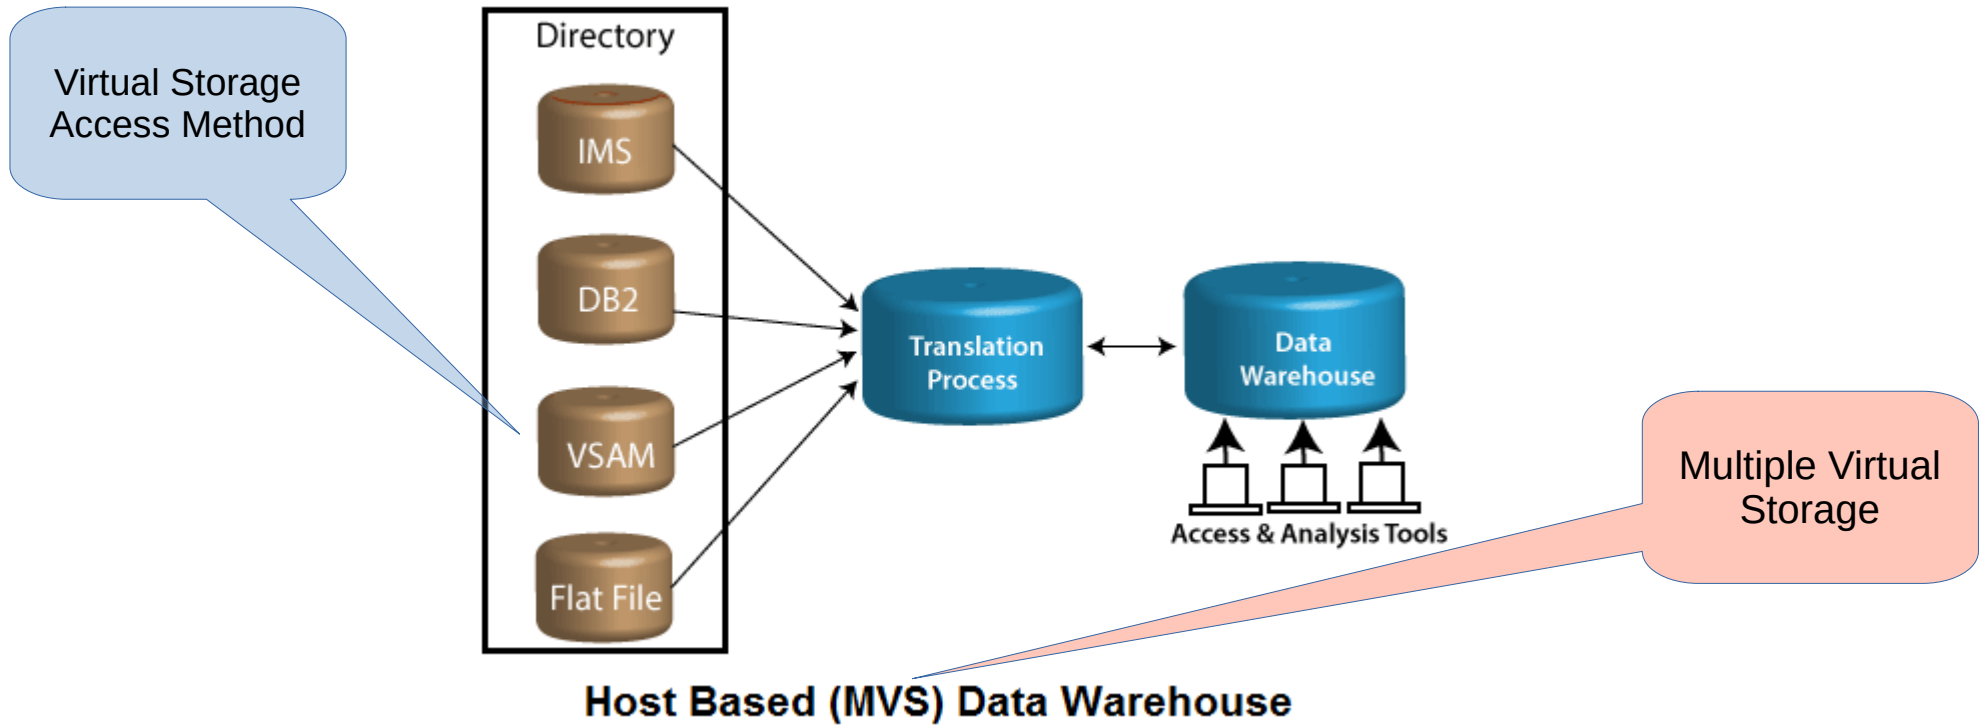 Virtual Storage
Access Method
Directory
IMS
DB2
VSAM
Flat File
Translation
Process
Data
Warehouse
Access & Analysis Tools
Multiple Virtual
Storage
Host Based (MVS) Data Warehouse